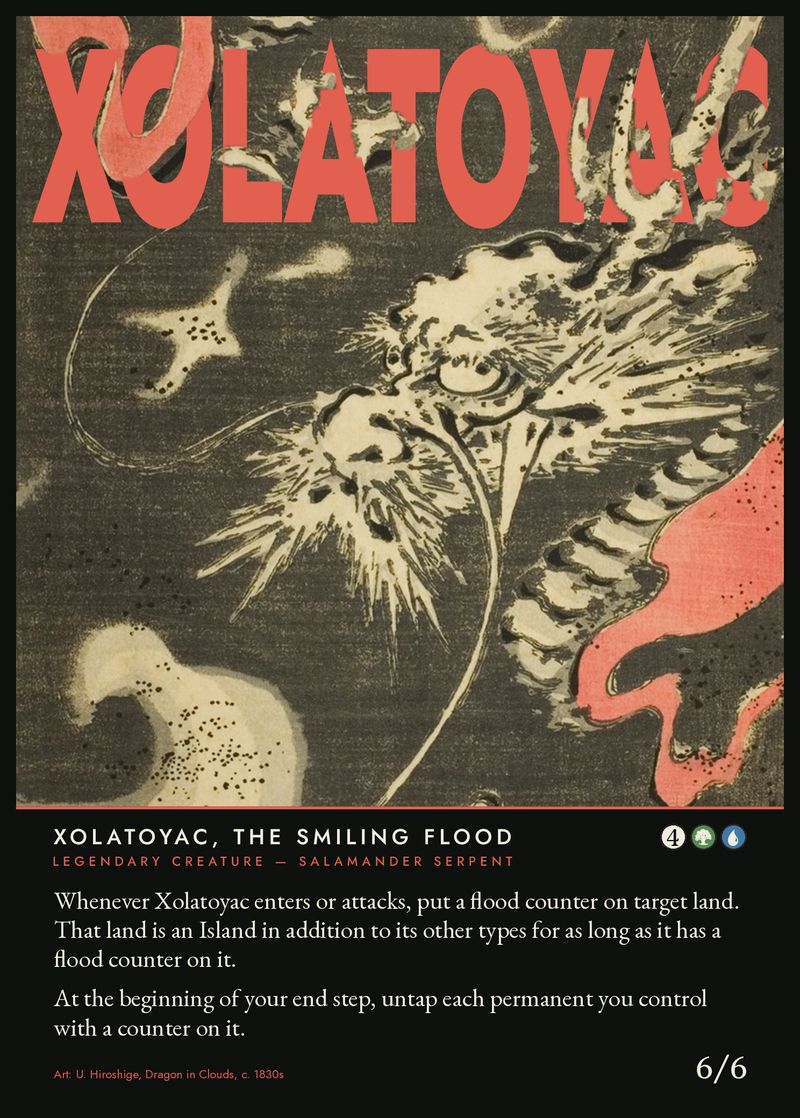 XOLATOYAC
XOLATOYAC, THE SMILING FLOOD
4
LEGENDARY CREATURE — SALAMANDER SERPENT
Whenever Xolatoyac enters or attacks, put a flood counter on target land.
That land is an Island in addition to its other types for as long as it has a
flood counter on it.
At the beginning of your end step, untap each permanent you control
with a counter on it.
Art: U. Hiroshige, Dragon in Clouds, c. 1830s
6/6